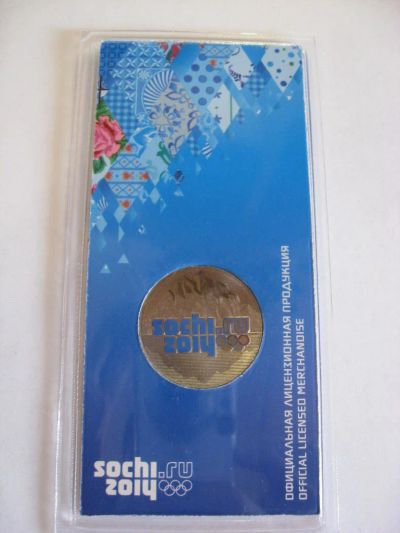 sochi.ru
2014
sochi.ru
2014
ОФИЦИАЛЬНАЯ ЛИЦЕНЗИОННАЯ ПРОДУКЦИЯ
OFFICIAL LICENSED MERCHANDISE